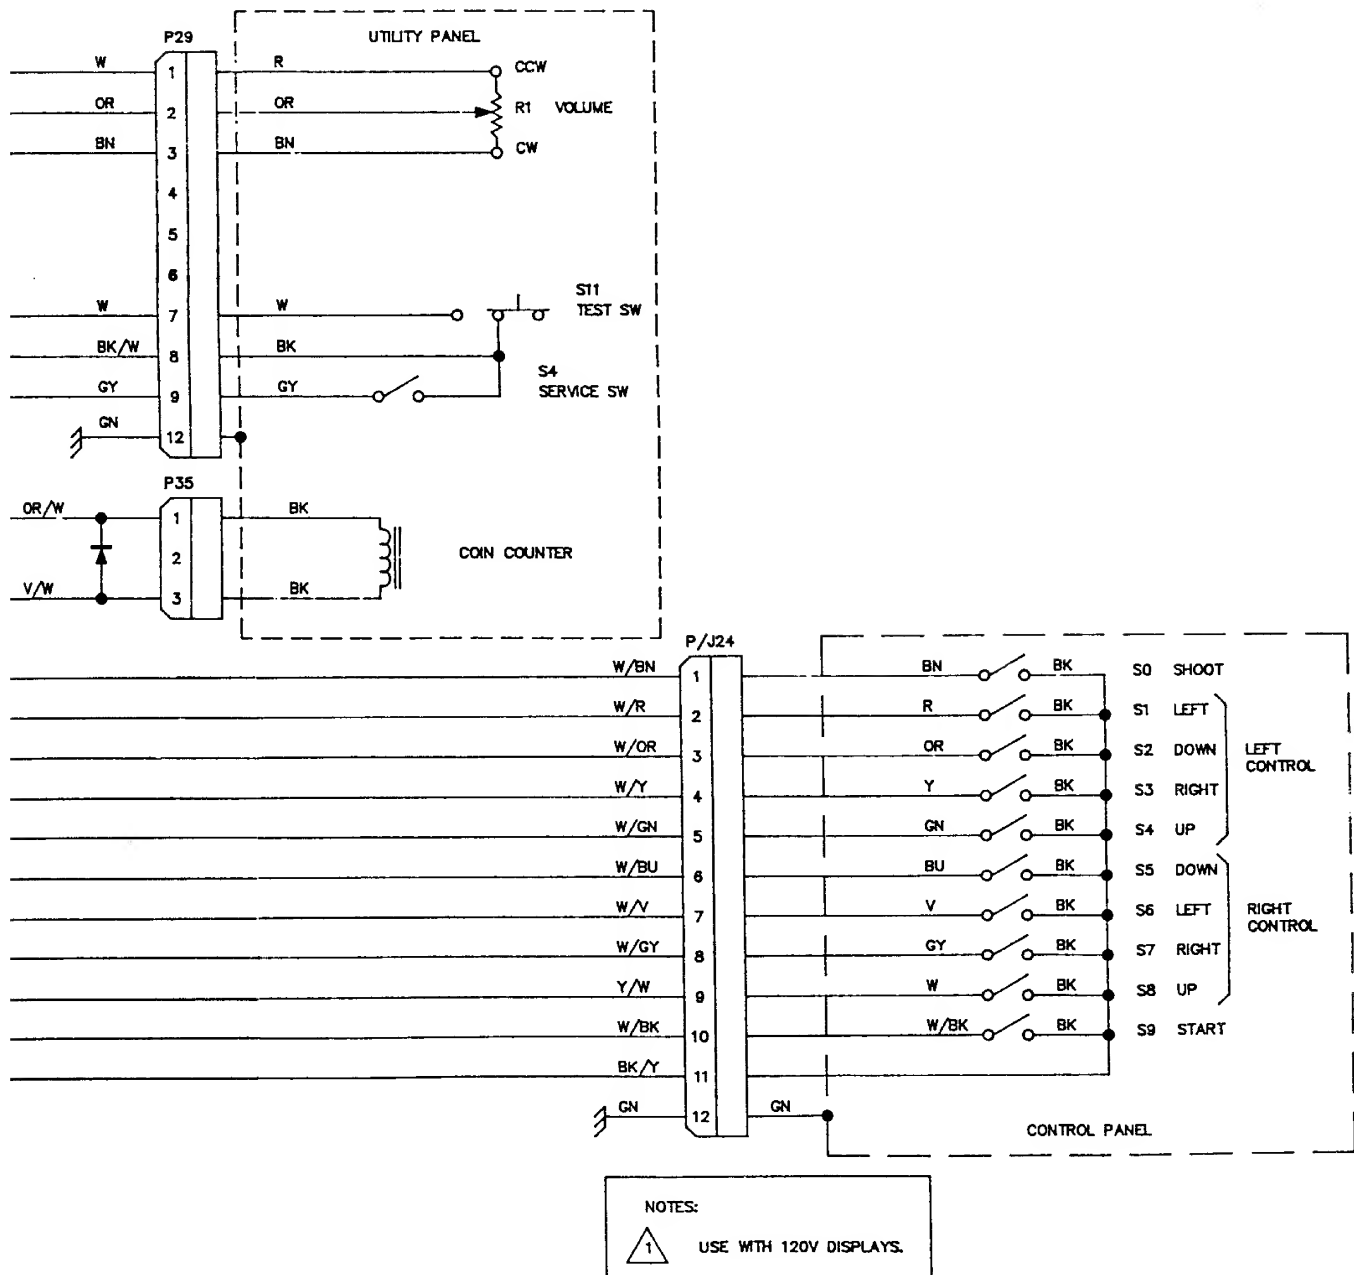 P29 UTILITY PANEL
W 1 R CCW
OR 2 OR R1 VOLUME
BN 3 BN CW
4
5
6
S11
W 7 W TEST SW
BK/W 8 BK
S4
GY 9 GY SERVICE SW
GN
12
P35
OR/W 1 BK
2 COIN COUNTER
V/W 3 BK
P/J24
W/BN 1 BN BK S0 SHOOT
W/R 2 R BK S1 LEFT
W/OR 3 OR BK S2 DOWN LEFT
CONTROL
W/Y 4 Y BK S3 RIGHT
W/GN 5 GN BK S4 UP
W/BU 6 BU BK S5 DOWN
W/V 7 V BK S6 LEFT RIGHT
CONTROL
W/GY 8 GY BK S7 RIGHT
Y/W 9 W BK S8 UP
W/BK 10 W/BK BK S9 START
BK/Y 11
GN 12 GN
CONTROL PANEL
NOTES:
1 USE WITH 120V DISPLAYS.